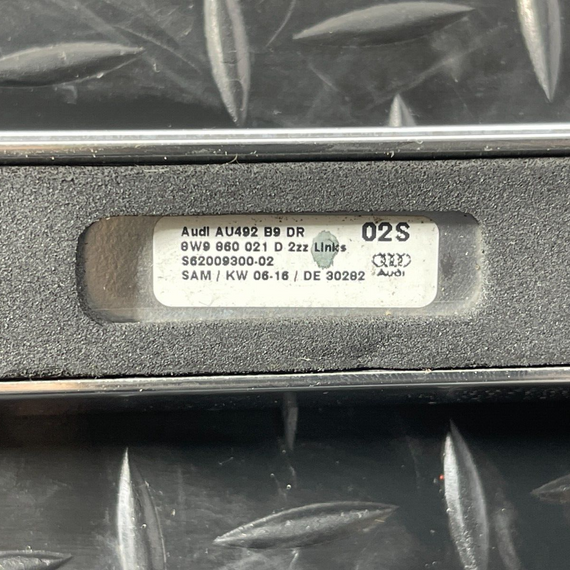 Audi AU492 B9 DR 02S
8W9 860 021 D 2zz Links
S62009300-02
SAM / KW 06-16 / DE 30282
Audi